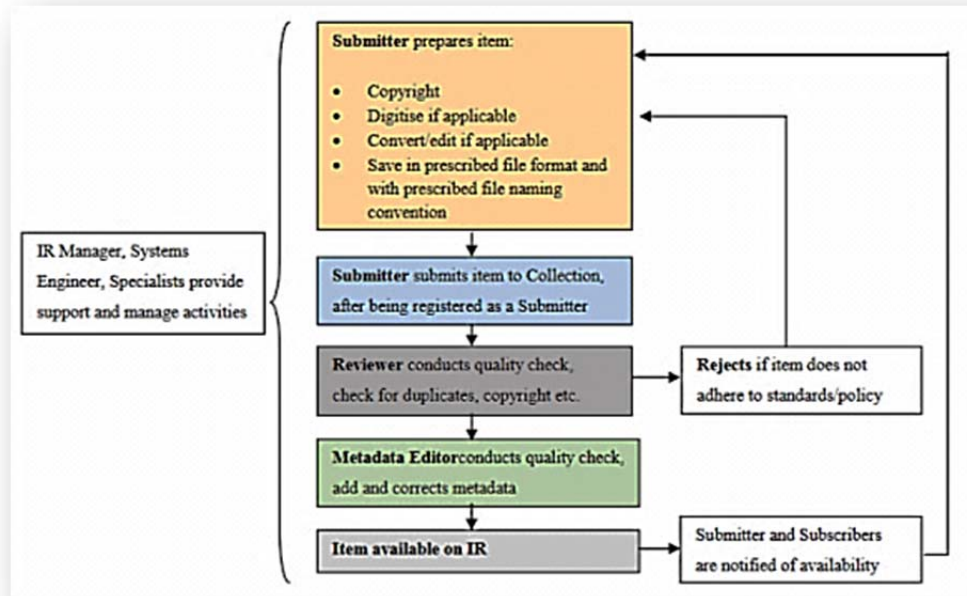 Submitter prepares item:
• Copyright
• Digitise if applicable
• Convert/edit if applicable
• Save in prescribed file format and
with prescribed file naming
convention
IR Manager, Systems
Engineer, Specialists provide
support and manage activities
Submitter submits item to Collection,
after being registered as a Submitter
Reviewer conducts quality check,
check for duplicates, copyright etc.
Rejects if item does not
adhere to standards/policy
Metadata Editorconducts quality check,
add and corrects metadata
Item available on IR
Submitter and Subscribers
are notified of availability